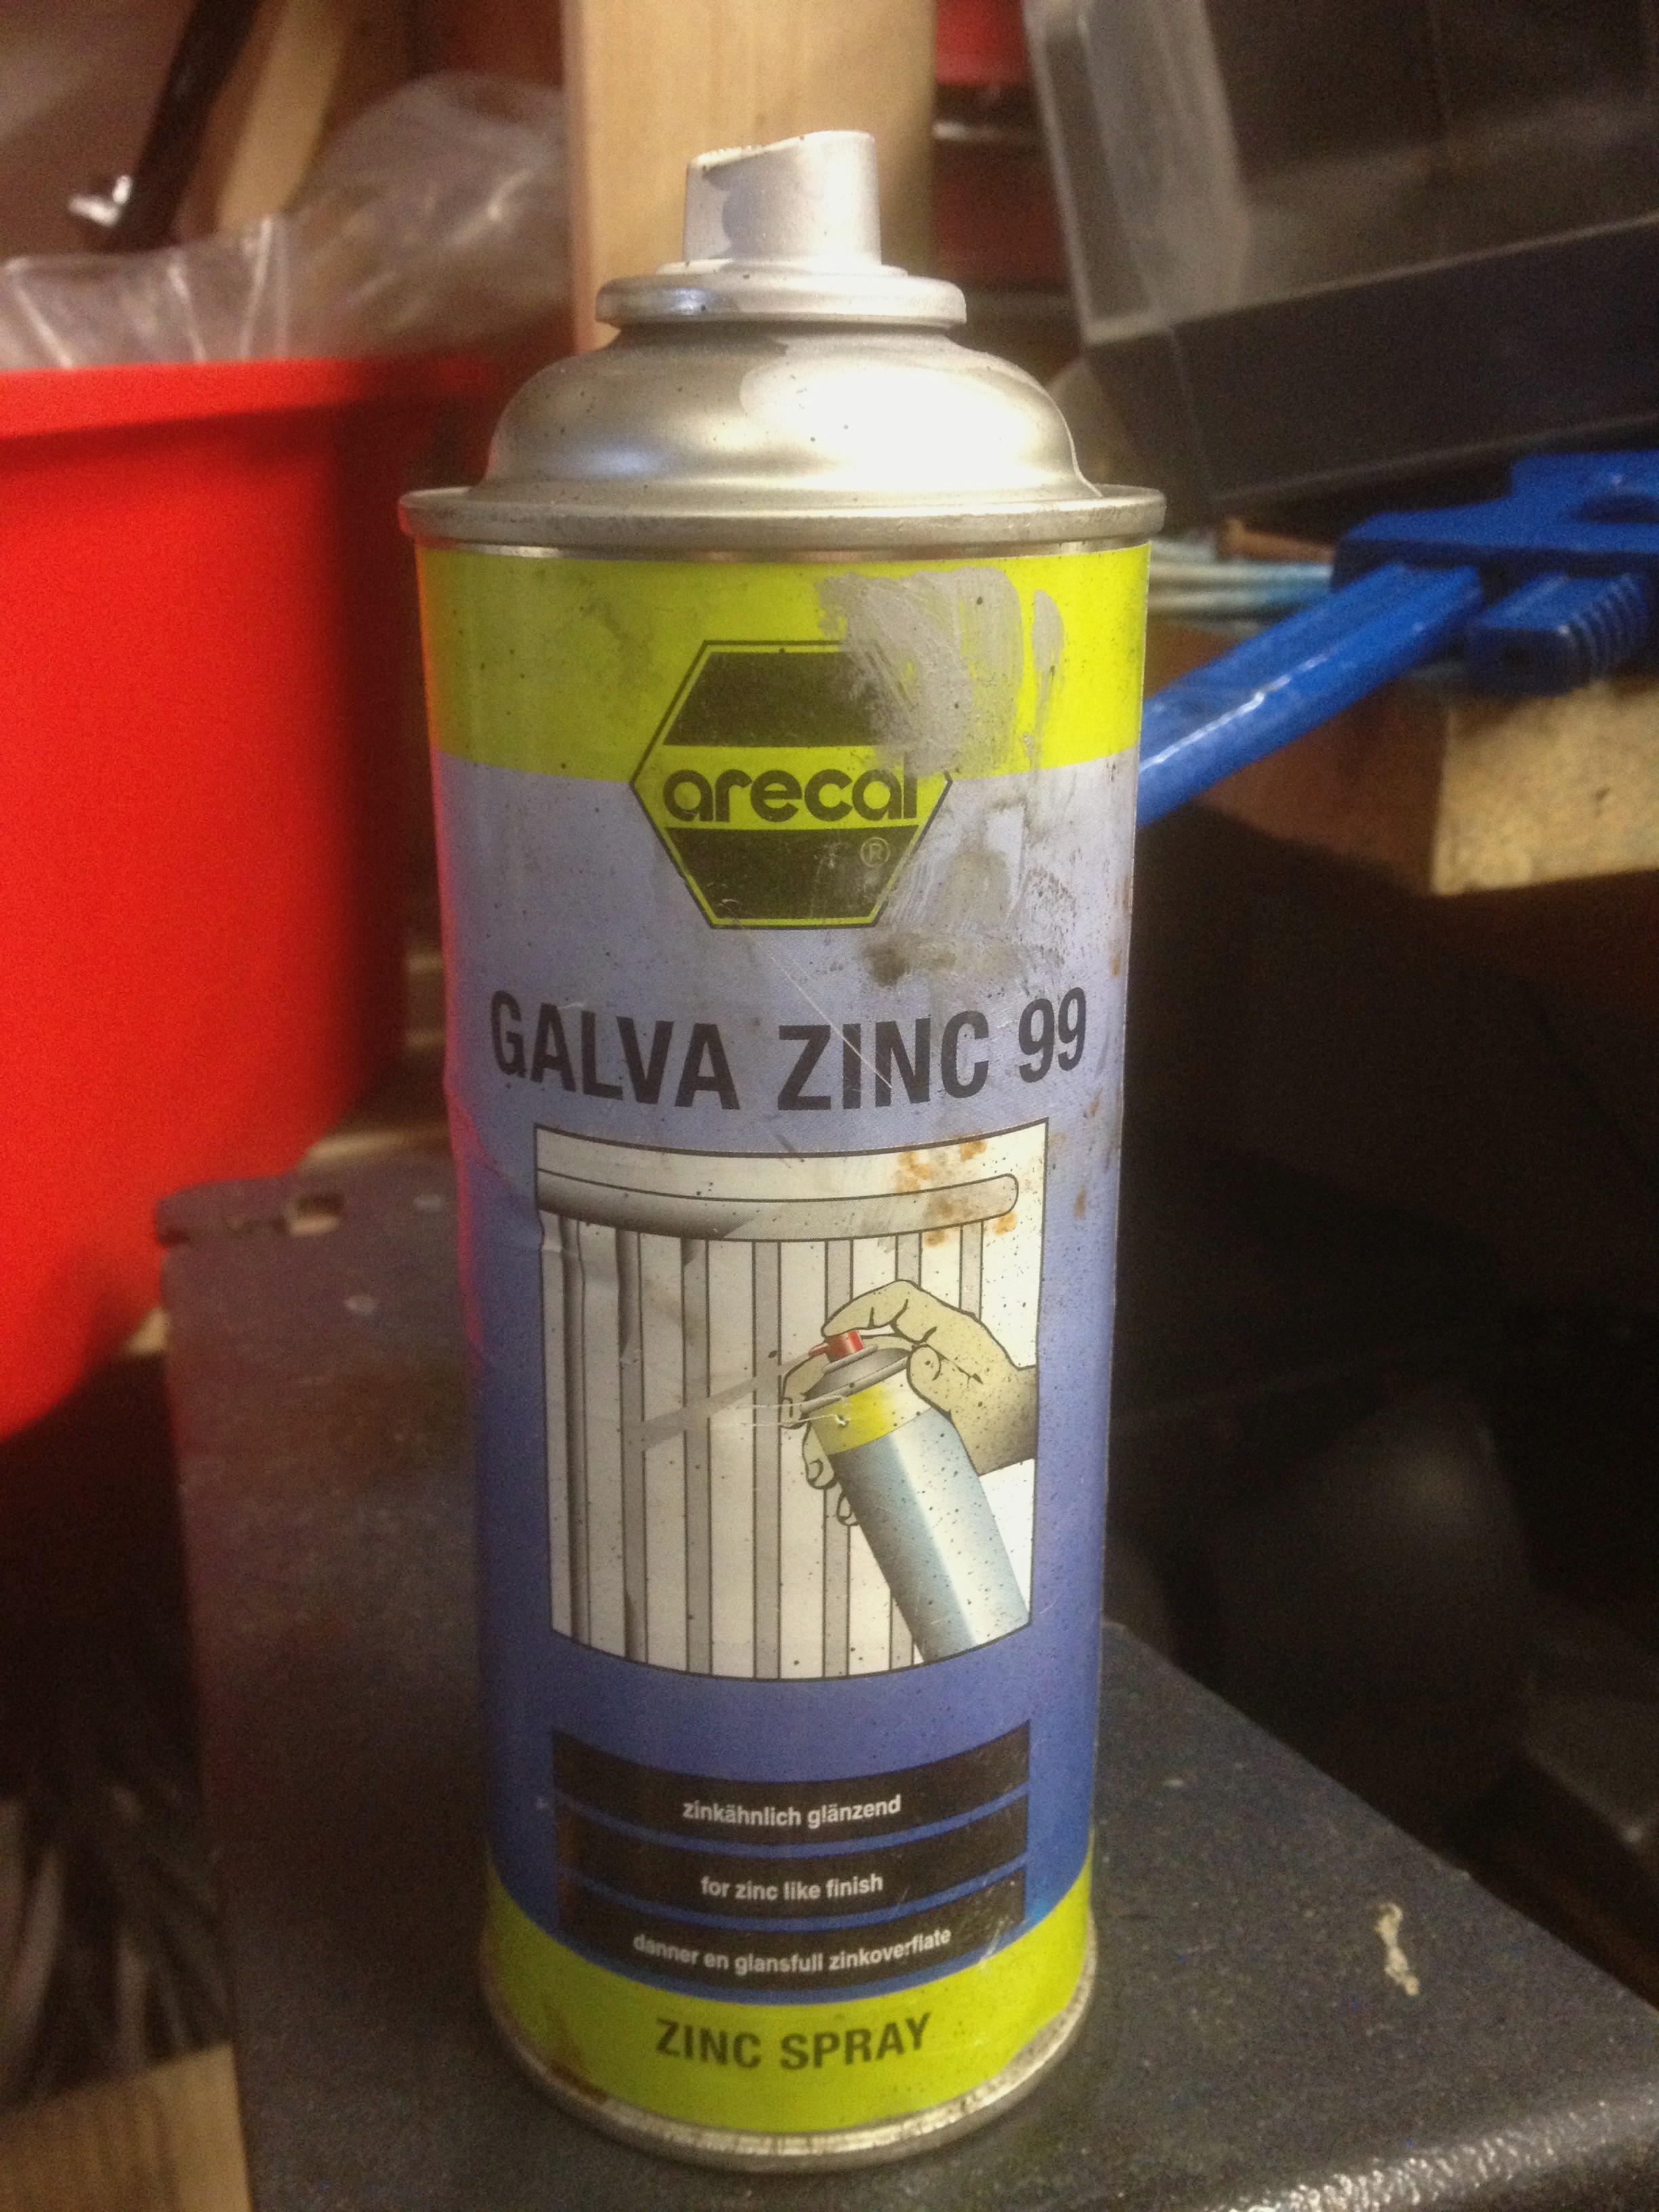 arecal
®
GALVA ZINC 99
zinkähnlich glänzend
for zinc like finish
danner en glansfull zinkoverflate
ZINC SPRAY